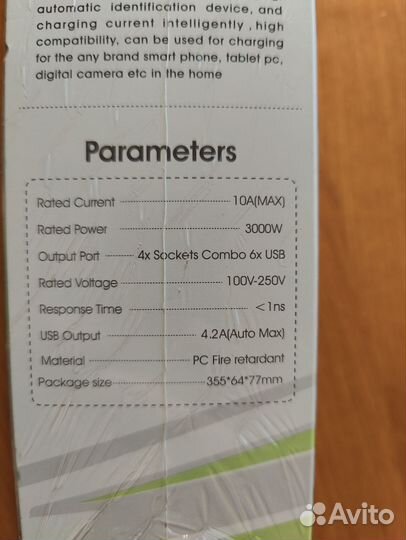 automatic identification device, and
charging current intelligently , high
compatibility, can be used for charging
for the any brand smart phone, tablet pc,
digital camera etc in the home
Parameters
Rated Current 10A(MAX)
Rated Power 3000W
Output Port 4x Sockets Combo 6x USB
Rated Voltage 100V-250V
Response Time <1ns
USB Output 4.2A(Auto Max)
Material PC Fire retardant
Package size 355*64*77mm
Avito